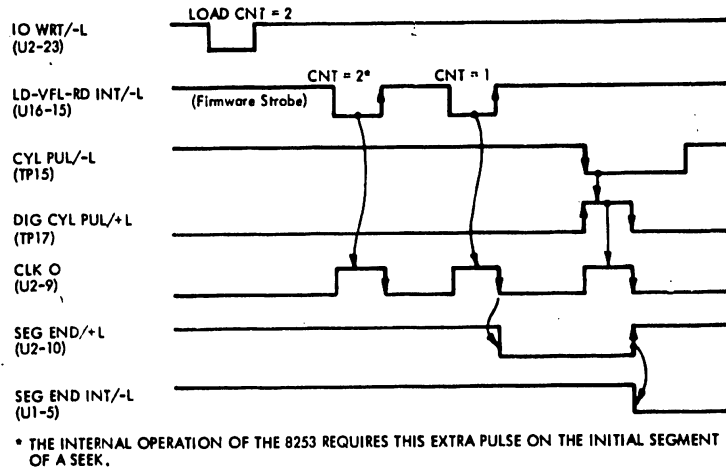 LOAD CNT = 2
IO WRT/-L
(U2-23)
CNT = 2*
CNT = 1
LD-VFL-RD INT/-L
(Firmware Strobe)
(U16-15)
CYL PUL/-L
(TP15)
DIG CYL PUL/+L
(TP17)
CLK O
(U2-9)
SEG END/+L
(U2-10)
SEG END INT/-L
(U1-5)
* THE INTERNAL OPERATION OF THE 8253 REQUIRES THIS EXTRA PULSE ON THE INITIAL SEGMENT
OF A SEEK.